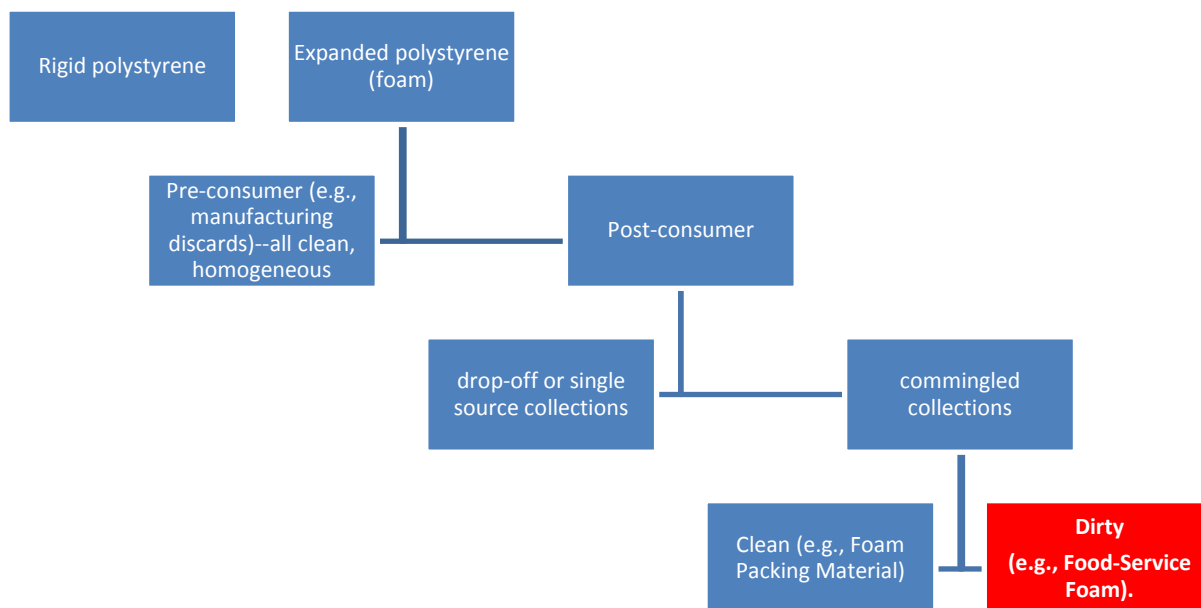 Rigid polystyrene
Expanded polystyrene
(foam)
Pre-consumer (e.g.,
manufacturing
discards)--all clean,
homogeneous
Post-consumer
drop-off or single
source collections
commingled
collections
Clean (e.g., Foam
Packing Material)
Dirty
(e.g., Food-Service
Foam).